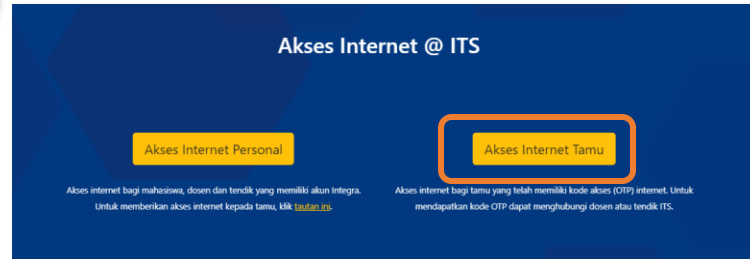 Akses Internet @ ITS
Akses Internet Personal
Akses internet bagi mahasiswa, dosen dan tendik yang memiliki akun Integra.
Untuk memberikan akses internet kepada tamu, klik tautan ini.
Akses Internet Tamu
Akses internet bagi tamu yang telah memiliki kode akses (OTP) internet. Untuk
mendapatkan kode OTP dapat menghubungi dosen atau tendik ITS.